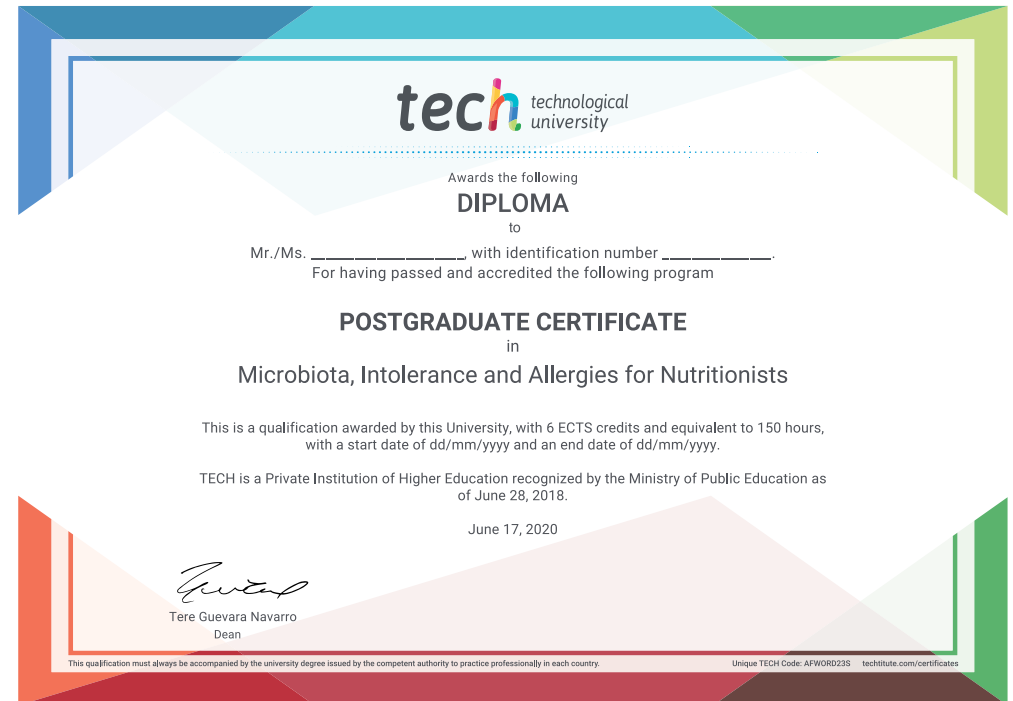 tech technological
university
Awards the following
DIPLOMA
to
Mr./Ms. __________________, with identification number _____________.
For having passed and accredited the following program
POSTGRADUATE CERTIFICATE
in
Microbiota, Intolerance and Allergies for Nutritionists
This is a qualification awarded by this University, with 6 ECTS credits and equivalent to 150 hours,
with a start date of dd/mm/yyyy and an end date of dd/mm/yyyy.
TECH is a Private Institution of Higher Education recognized by the Ministry of Public Education as
of June 28, 2018.
June 17, 2020
Tere Guevara Navarro
Dean
This qualification must always be accompanied by the university degree issued by the competent authority to practice professionally in each country.
Unique TECH Code: AFWORD23S techtitute.com/certificates